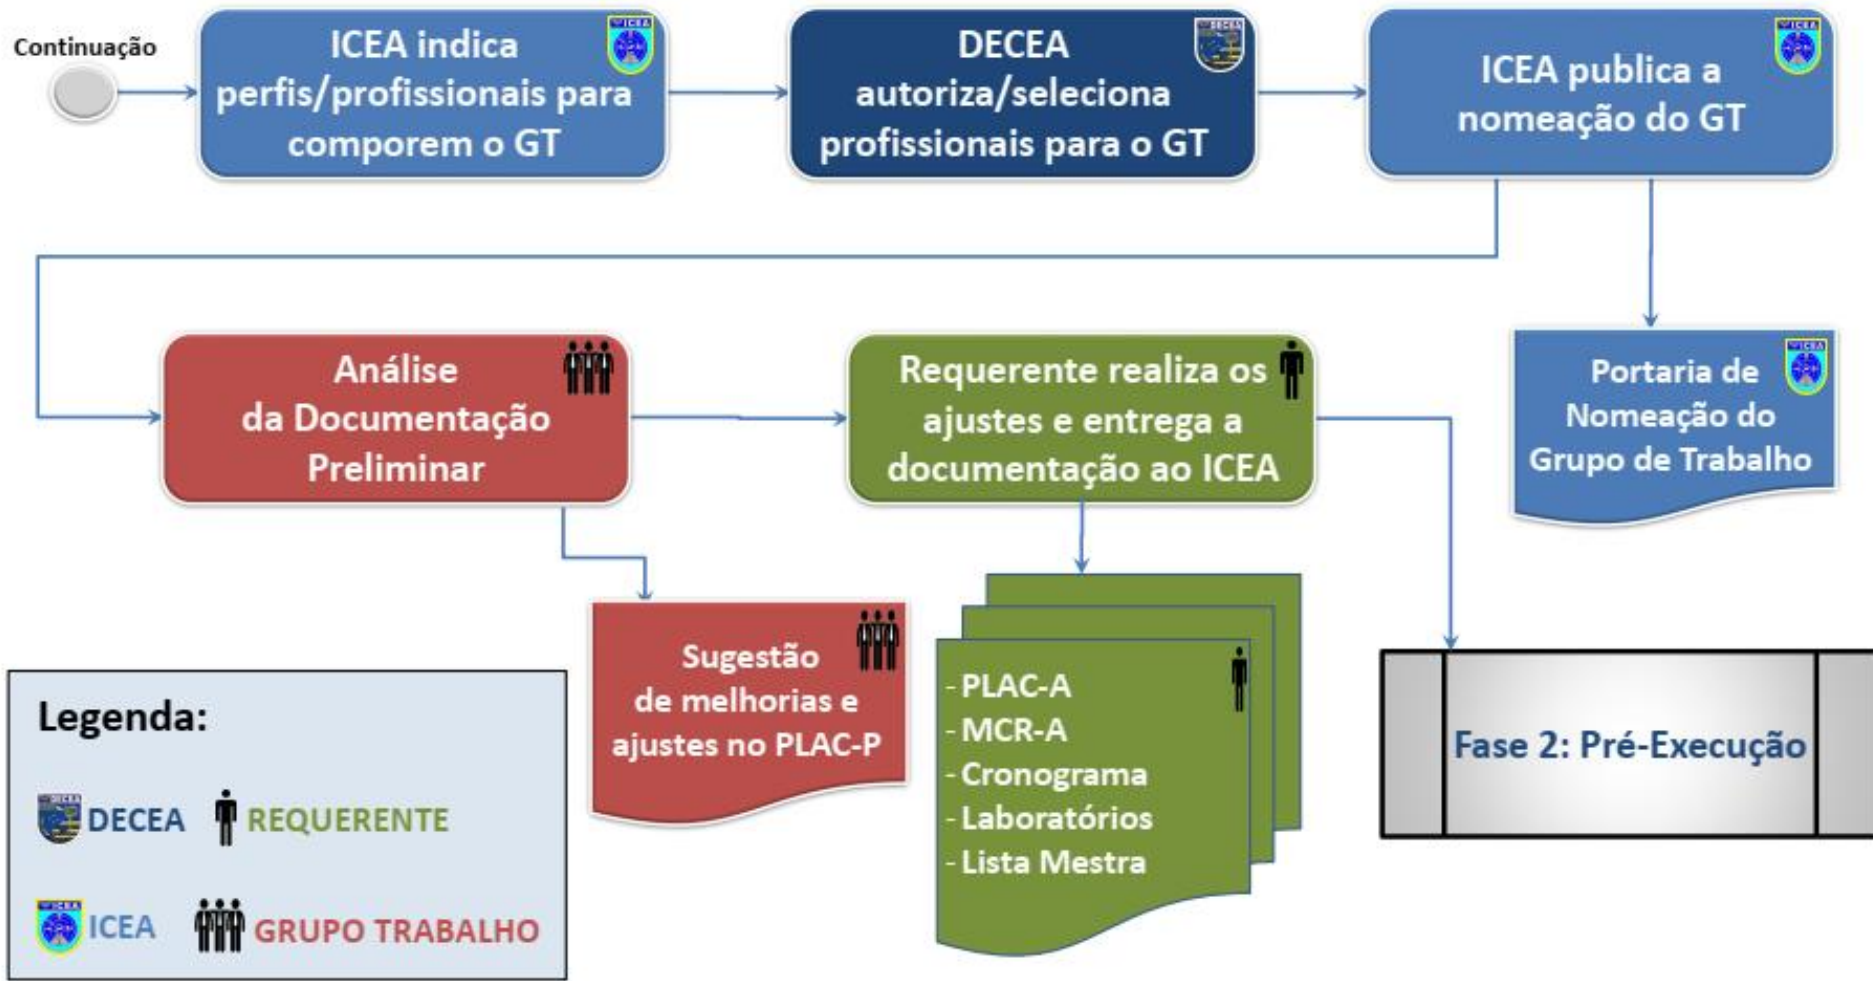 Continuação
ICEA indica
perfis/profissionais para
comporem o GT
DECEA
autoriza/seleciona
profissionais para o GT
ICEA publica a
nomeação do GT
Análise
da Documentação
Preliminar
Requerente realiza os
ajustes e entrega a
documentação ao ICEA
Portaria de
Nomeação do
Grupo de Trabalho
Sugestão
de melhorias e
ajustes no PLAC-P
- PLAC-A
- MCR-A
- Cronograma
- Laboratórios
- Lista Mestra
Fase 2: Pré-Execução
Legenda:
DECEA
REQUERENTE
ICEA
GRUPO TRABALHO